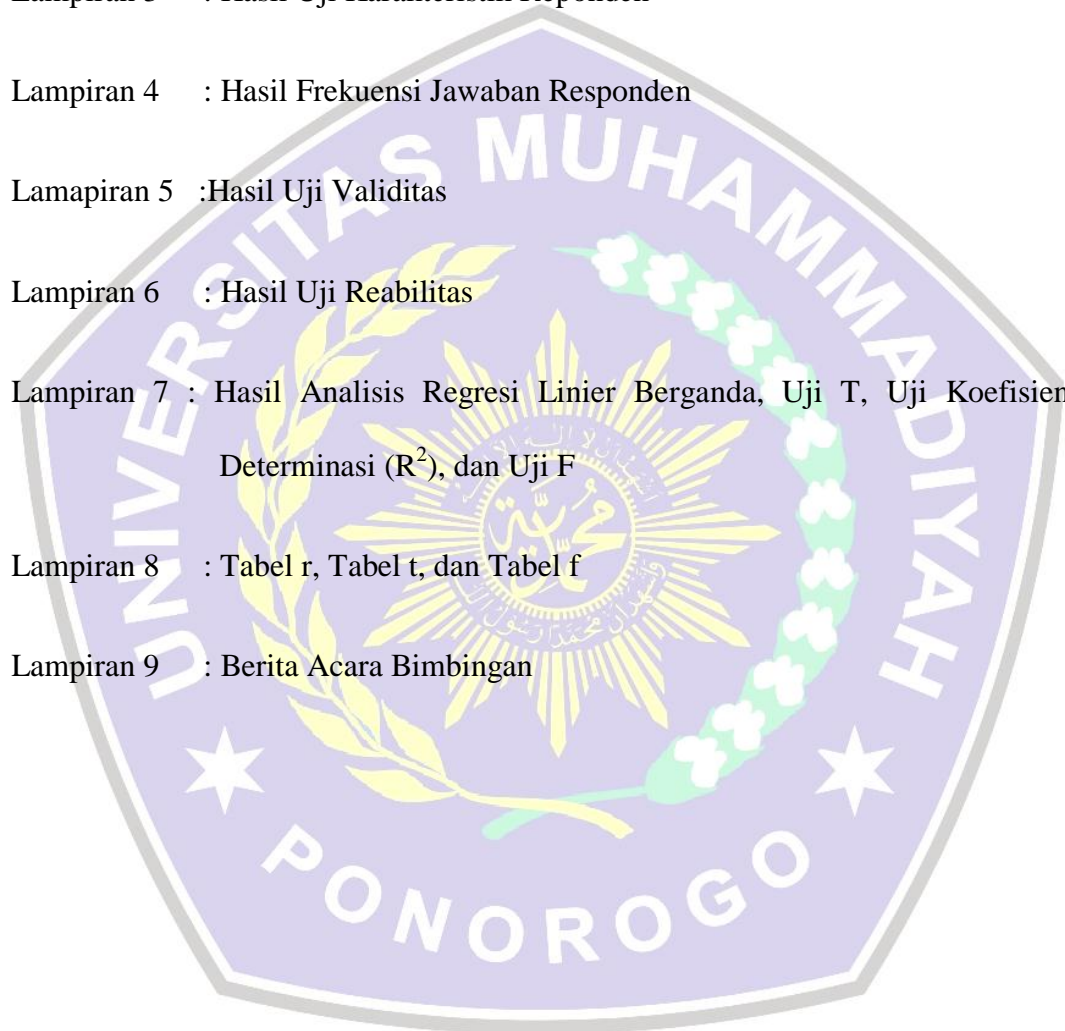 Lampiran 4 : Hasil Frekuensi Jawaban Responden
Lamapiran 5 :Hasil Uji Validitas
Lampiran 6 : Hasil Uji Reabilitas
Lampiran 7 : Hasil Analisis Regresi Linier Berganda, Uji T, Uji Koefisien
Determinasi (R²), dan Uji F
Lampiran 8 : Tabel r, Tabel t, dan Tabel f
Lampiran 9 : Berita Acara Bimbingan
UNIVERSITAS MUHAMMADIYAH
PONOROGO